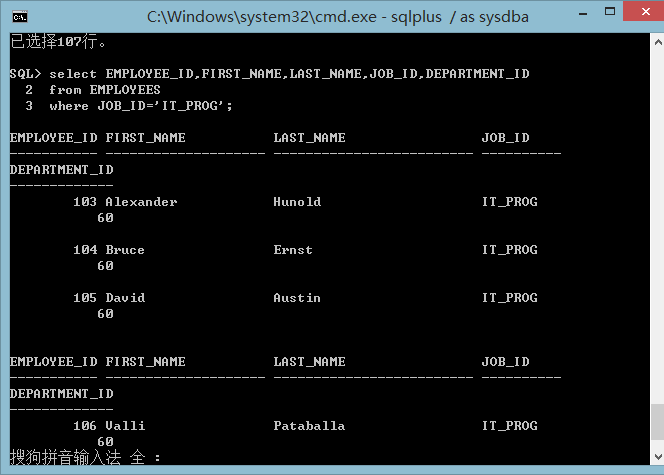 C:\Windows\system32\cmd.exe - sqlplus / as sysdba
已选择107行。
SQL> select EMPLOYEE_ID,FIRST_NAME,LAST_NAME,JOB_ID,DEPARTMENT_ID
2 from EMPLOYEES
3 where JOB_ID='IT_PROG';
EMPLOYEE_ID FIRST_NAME LAST_NAME JOB_ID
----------- -------------------- ------------------------- ----------
DEPARTMENT_ID
-------------
103 Alexander Hunold IT_PROG
60
104 Bruce Ernst IT_PROG
60
105 David Austin IT_PROG
60
EMPLOYEE_ID FIRST_NAME LAST_NAME JOB_ID
----------- -------------------- ------------------------- ----------
DEPARTMENT_ID
-------------
106 Valli Pataballa IT_PROG
60
搜狗拼音输入法 全 :